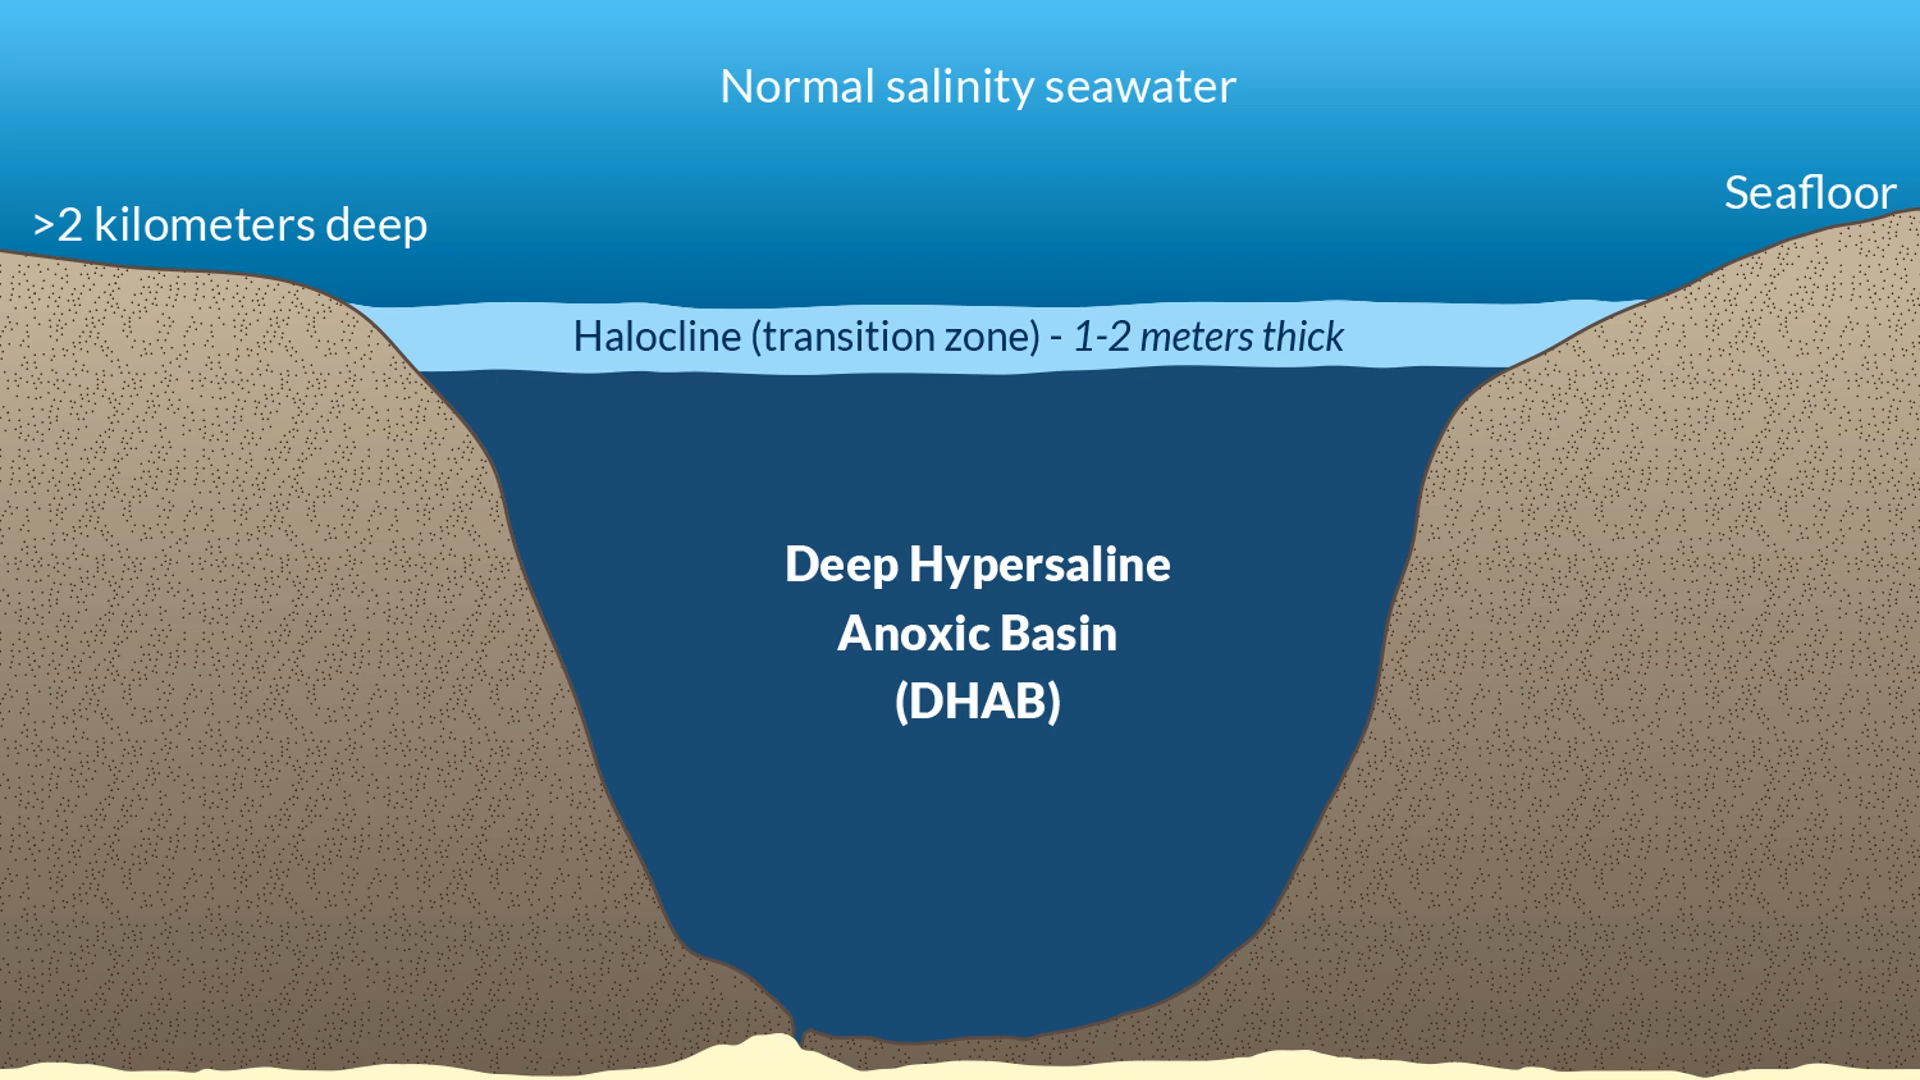 Normal salinity seawater
Seafloor
>2 kilometers deep
Halocline (transition zone) - 1-2 meters thick
Deep Hypersaline
Anoxic Basin
(DHAB)